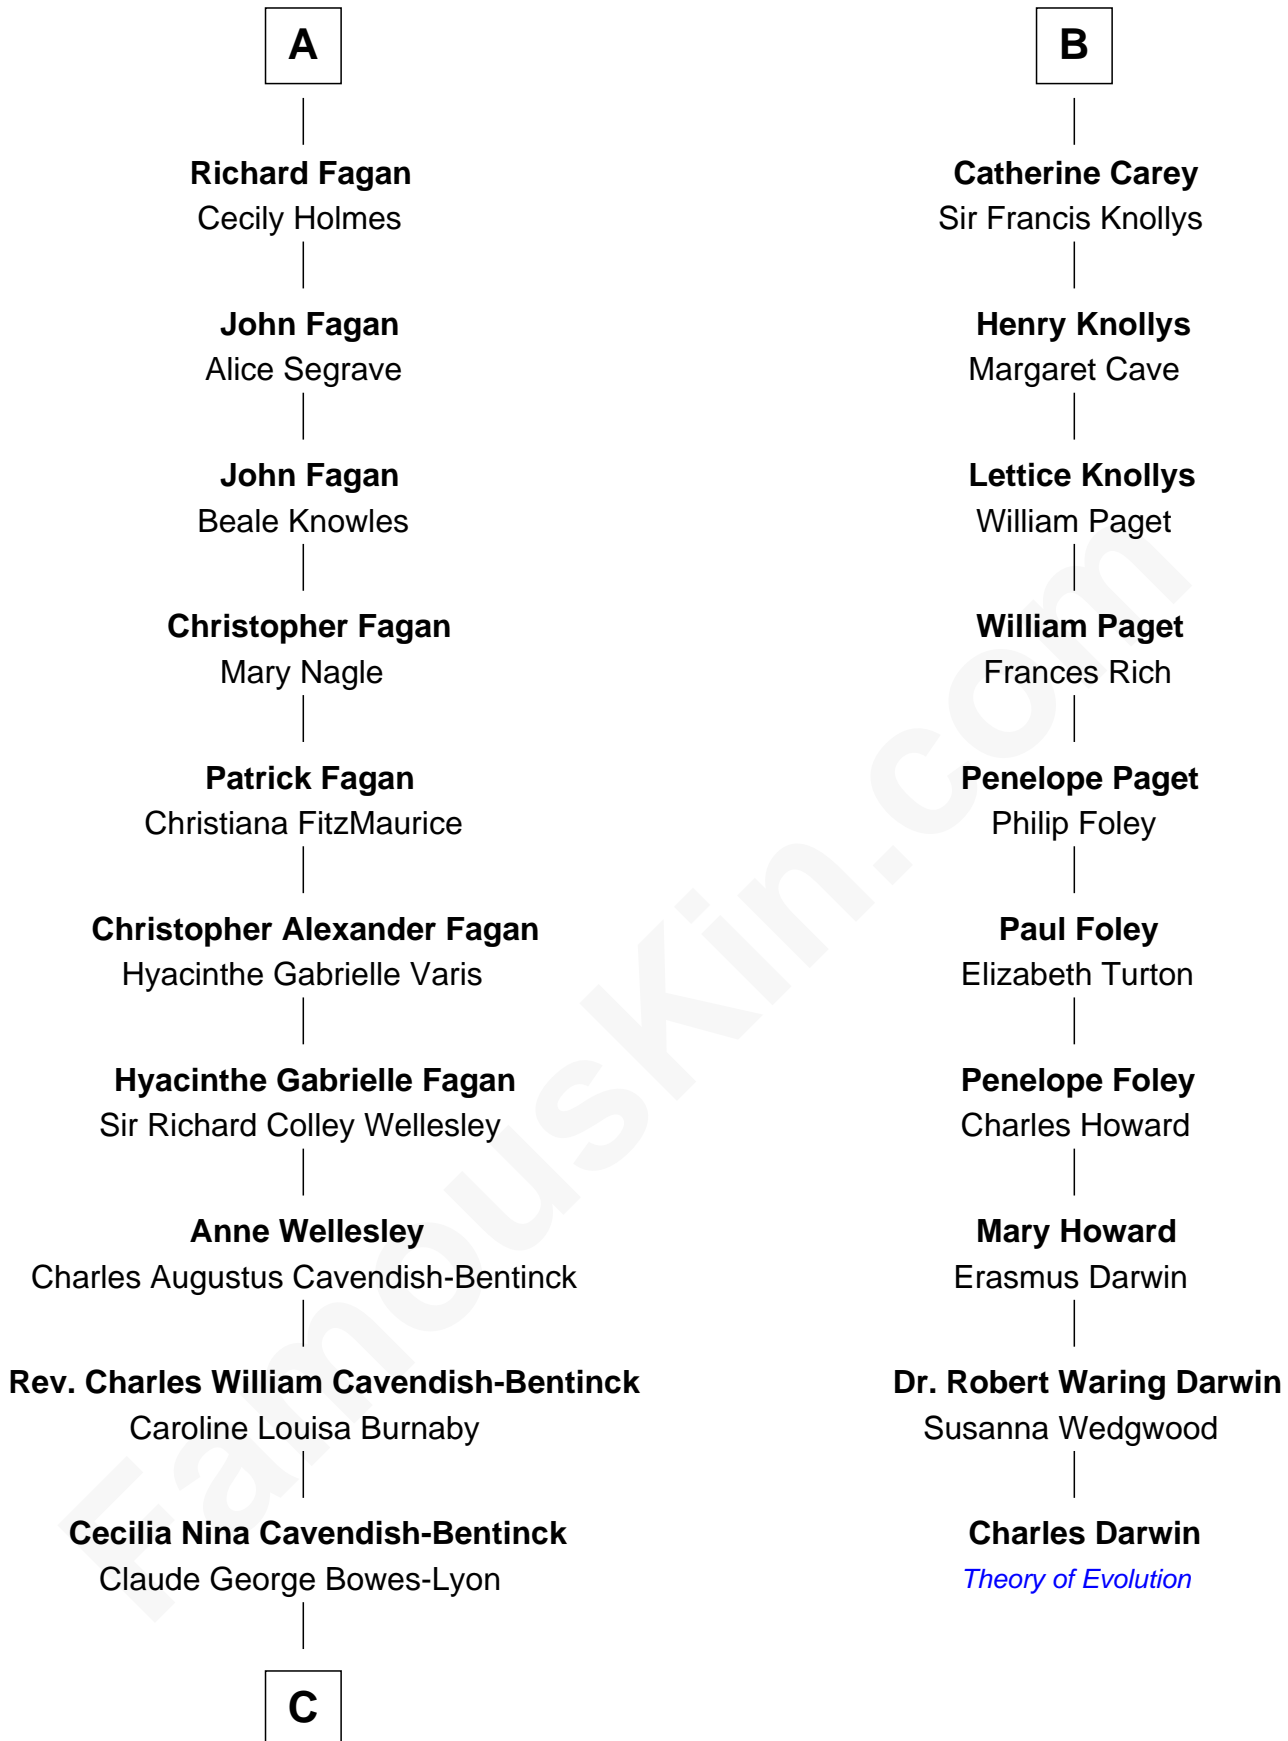 A
Richard Fagan
Cecily Holmes
John Fagan
Alice Segrave
John Fagan
Beale Knowles
Christopher Fagan
Mary Nagle
Patrick Fagan
Christiana FitzMaurice
Christopher Alexander Fagan
Hyacinthe Gabrielle Varis
Hyacinthe Gabrielle Fagan
Sir Richard Colley Wellesley
Anne Wellesley
Charles Augustus Cavendish-Bentinck
Rev. Charles William Cavendish-Bentinck
Caroline Louisa Burnaby
Cecilia Nina Cavendish-Bentinck
Claude George Bowes-Lyon
C
B
Catherine Carey
Sir Francis Knollys
Henry Knollys
Margaret Cave
Lettice Knollys
William Paget
William Paget
Frances Rich
Penelope Paget
Philip Foley
Paul Foley
Elizabeth Turton
Penelope Foley
Charles Howard
Mary Howard
Erasmus Darwin
Dr. Robert Waring Darwin
Susanna Wedgwood
Charles Darwin
Theory of Evolution
FamousKin.com